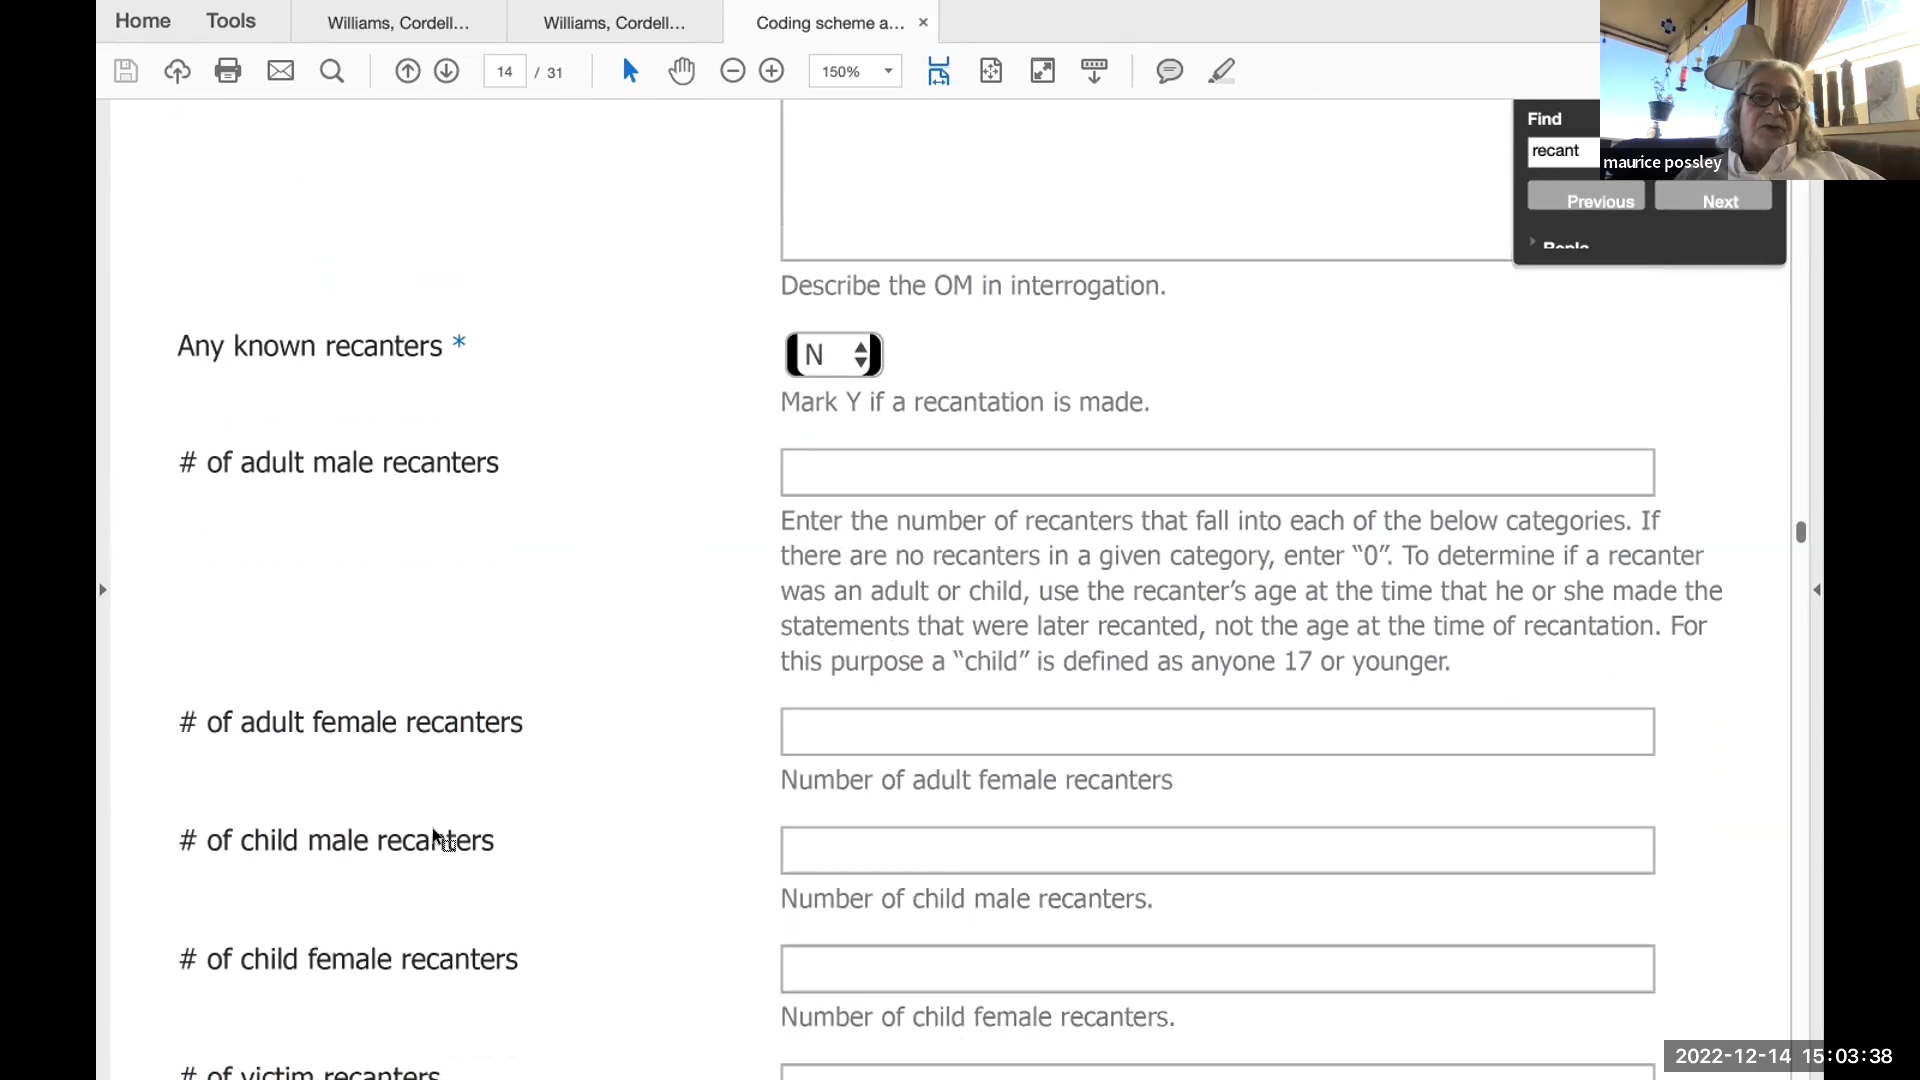 Home Tools Williams, Cordell... Williams, Cordell... Coding scheme a... ×
14 / 31 150%
Find
recant
maurice possley
Previous Next
Describe the OM in interrogation.
Any known recanters *
N
Mark Y if a recantation is made.
# of adult male recanters
Enter the number of recanters that fall into each of the below categories. If
there are no recanters in a given category, enter “0”. To determine if a recanter
was an adult or child, use the recanter’s age at the time that he or she made the
statements that were later recanted, not the age at the time of recantation. For
this purpose a “child” is defined as anyone 17 or younger.
# of adult female recanters
Number of adult female recanters
# of child male recanters
Number of child male recanters.
# of child female recanters
Number of child female recanters.
# of victim recanters
2022-12-14 15:03:38